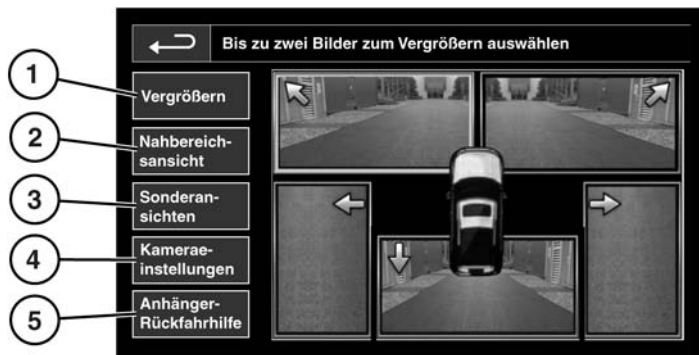 Bis zu zwei Bilder zum Vergrößern auswählen
1
Vergrößern
2
Nahbereich-
sansicht
3
Sonderan-
sichten
4
Kamerae-
instellungen
5
Anhänger-
Rückfahrhilfe